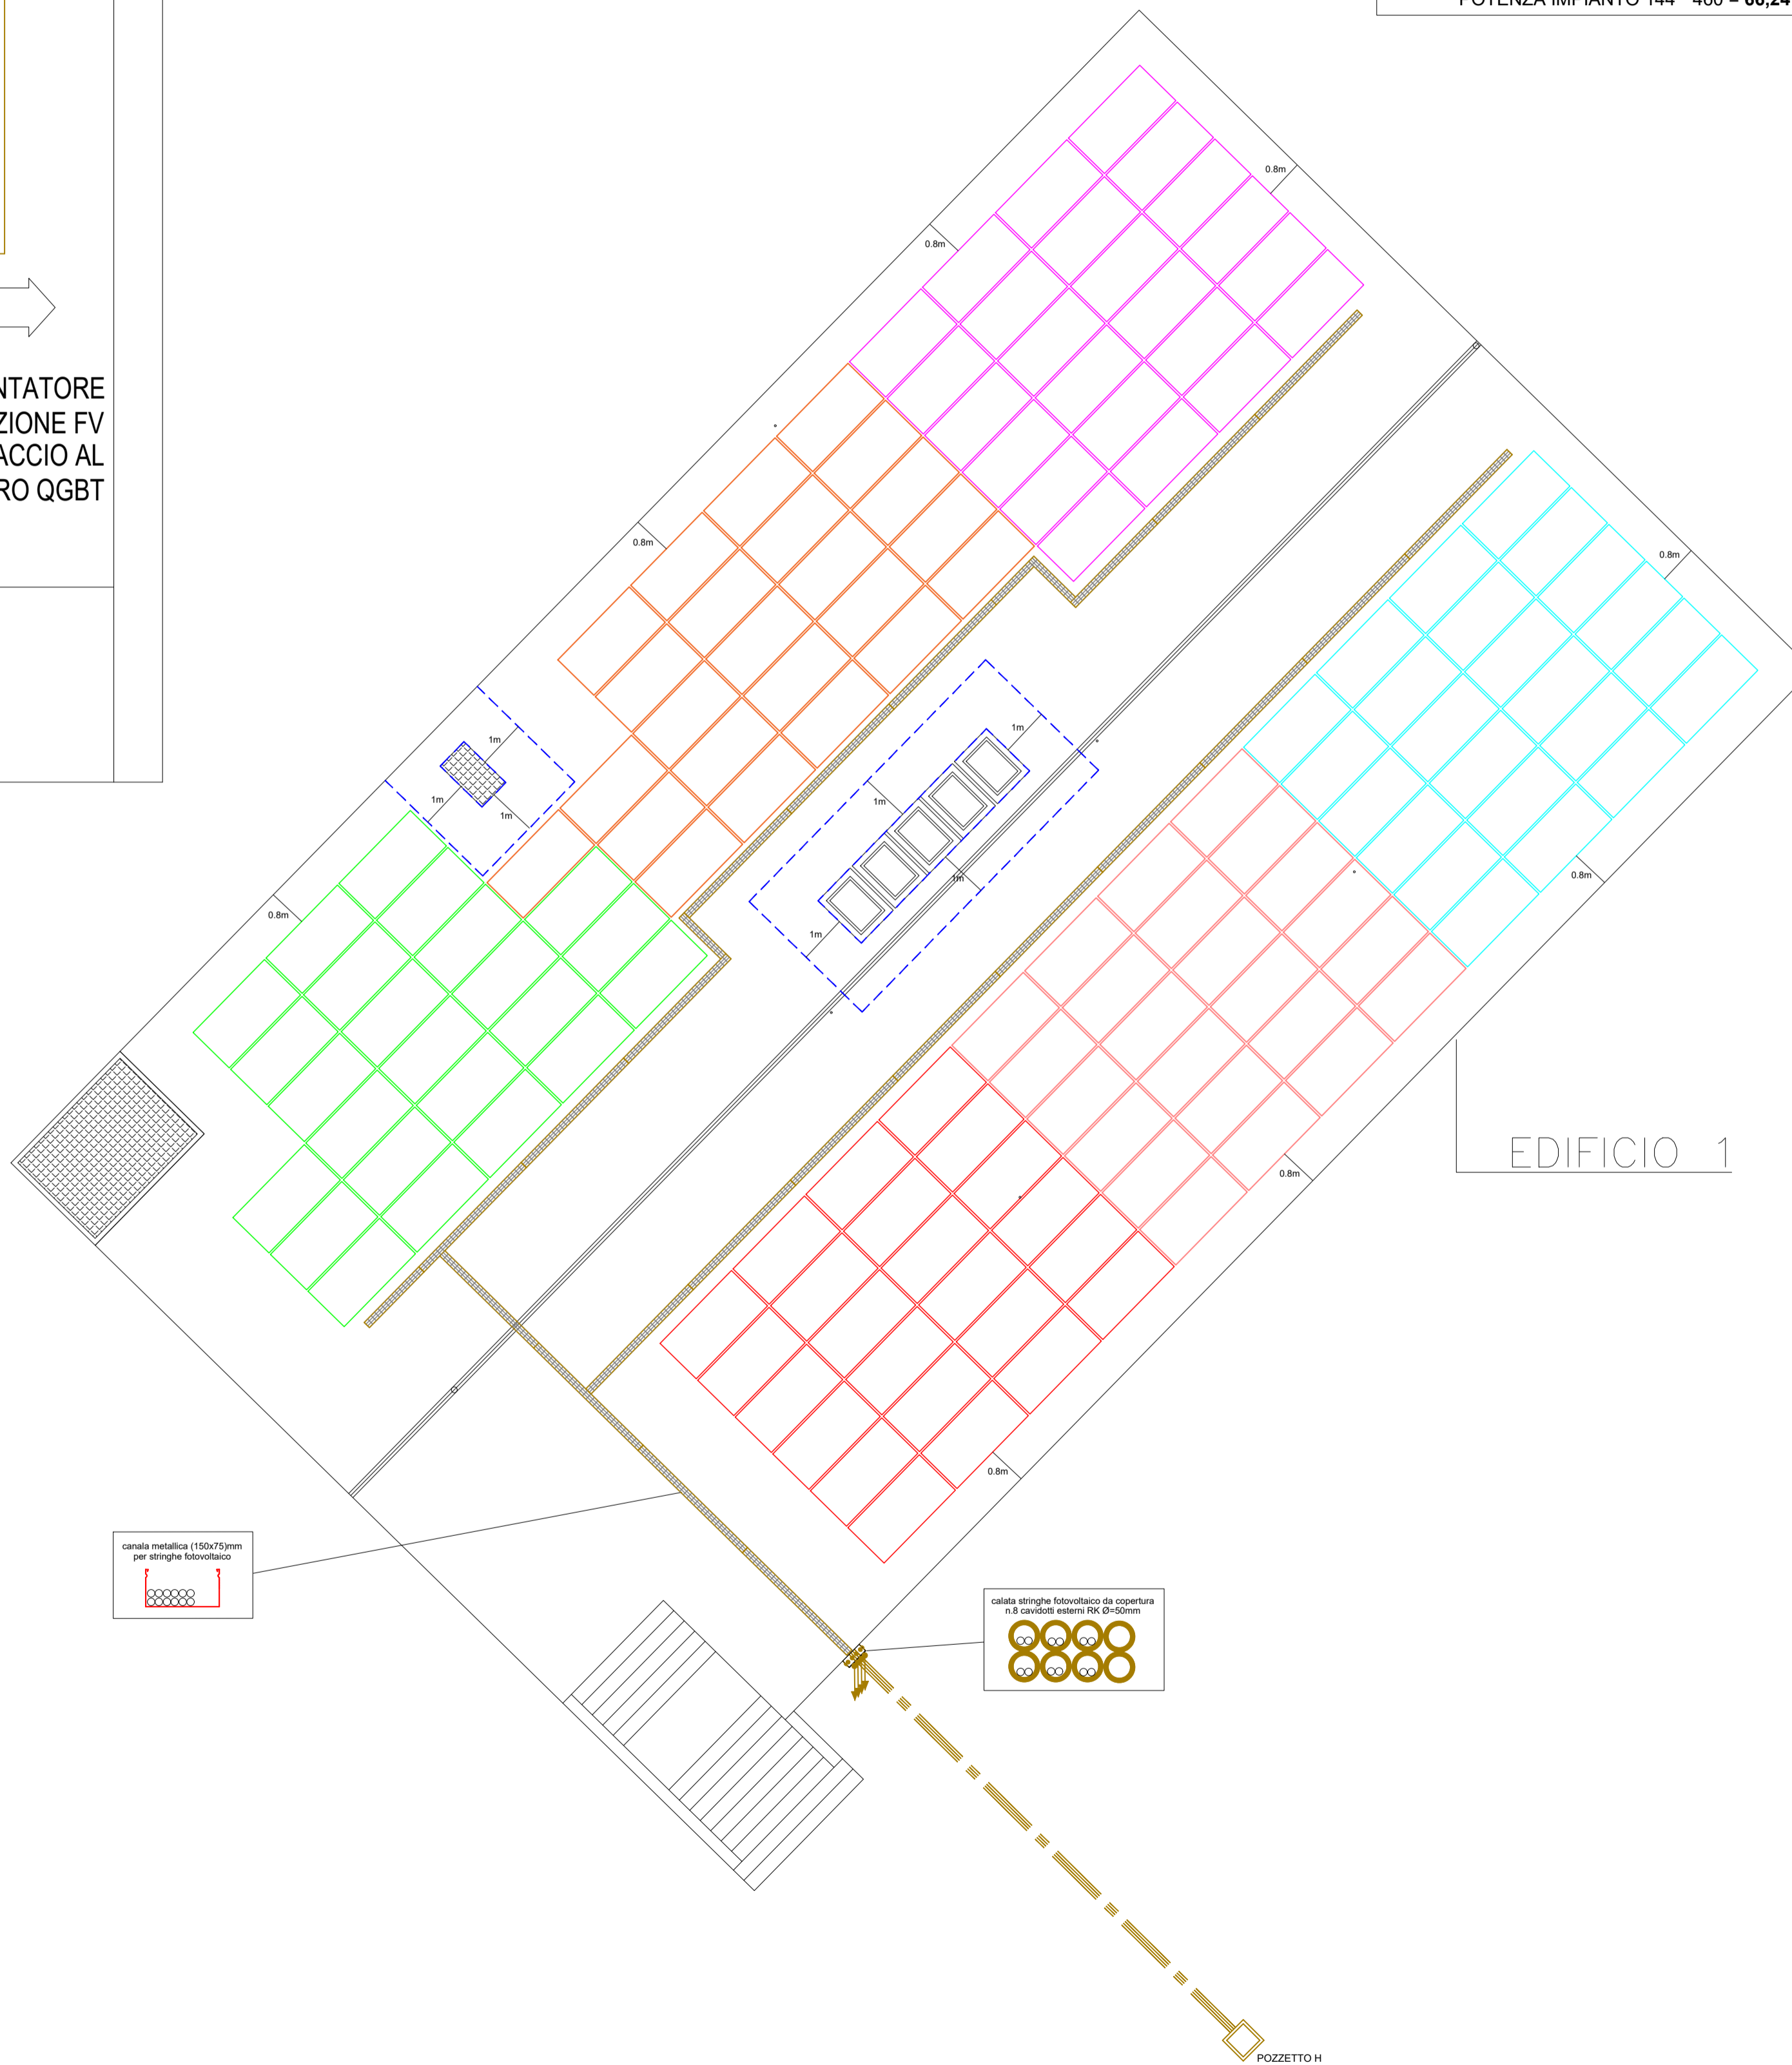 POTENZA IMPIANTO 144 * 460 = 66,24
NTATORE
ZIONE FV
ACCIO AL
RO QGBT
0.8m
0.8m
0.8m
0.8m
0.8m
0.8m
0.8m
0.8m
1m
1m
1m
1m
1m
1m
1m
EDIFICIO 1
canala metallica (150x75)mm
per stringhe fotovoltaico
calata stringhe fotovoltaico da copertura
n.8 cavidotti esterni RK Ø=50mm
POZZETTO H